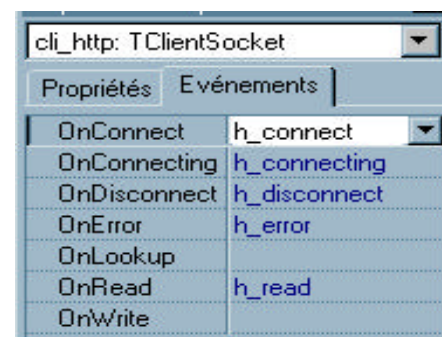 cli_http: TClientSocket
Propriétés Evénements
OnConnect h_connect
OnConnecting h_connecting
OnDisconnect h_disconnect
OnError h_error
OnLookup
OnRead h_read
OnWrite